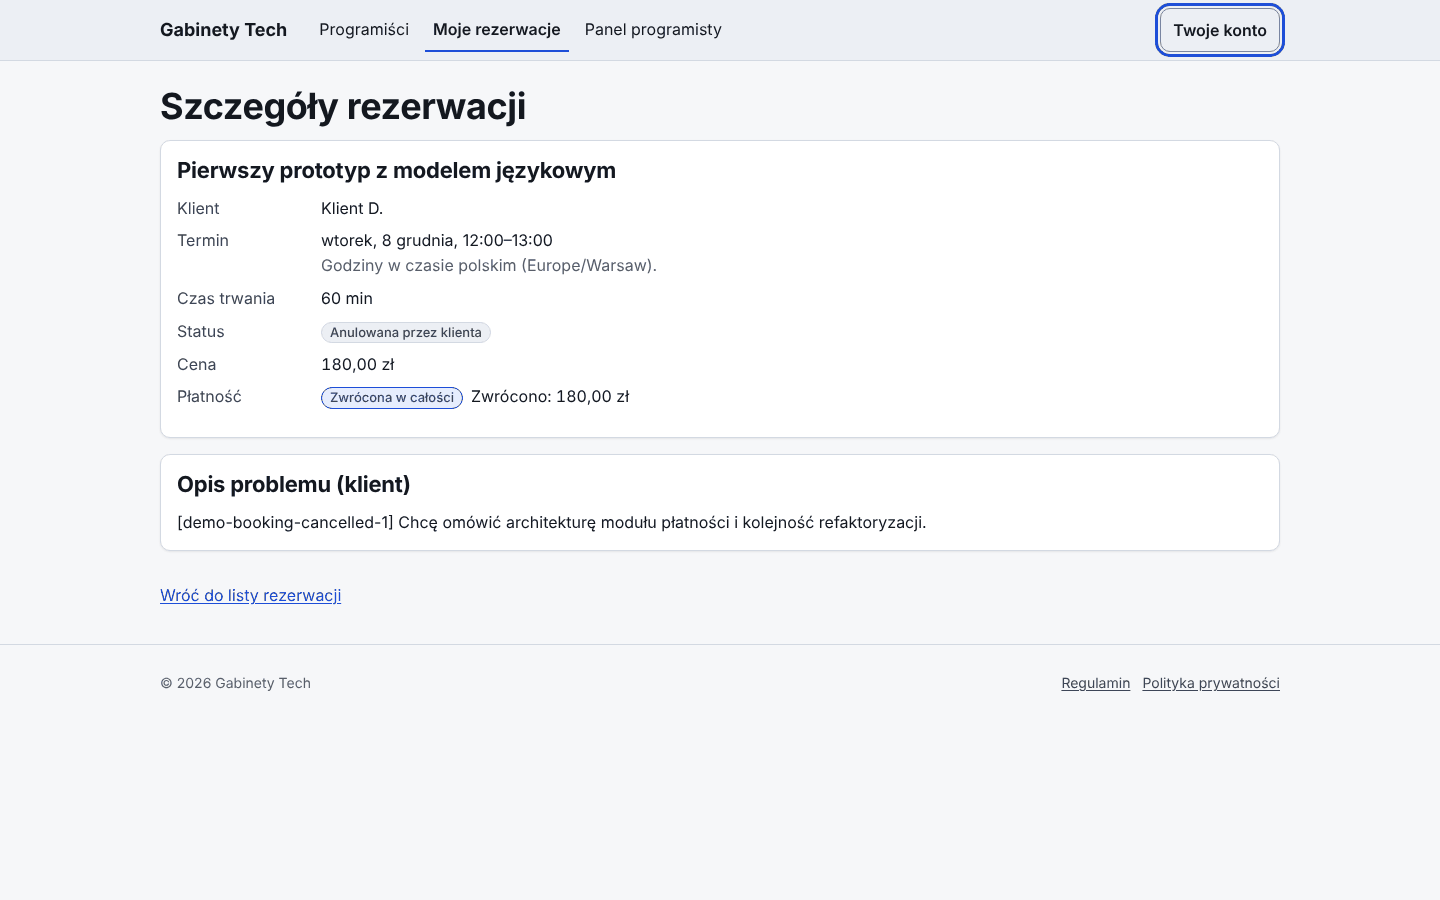 Gabinety Tech
Programiści
Moje rezerwacje
Panel programisty
Twoje konto
Szczegóły rezerwacji
Pierwszy prototyp z modelem językowym
Klient
Klient D.
Termin
wtorek, 8 grudnia, 12:00–13:00
Godziny w czasie polskim (Europe/Warsaw).
Czas trwania
60 min
Status
Anulowana przez klienta
Cena
180,00 zł
Płatność
Zwrócona w całości
Zwrócono: 180,00 zł
Opis problemu (klient)
[demo-booking-cancelled-1] Chcę omówić architekturę modułu płatności i kolejność refaktoryzacji.
Wróć do listy rezerwacji
© 2026 Gabinety Tech
Regulamin
Polityka prywatności